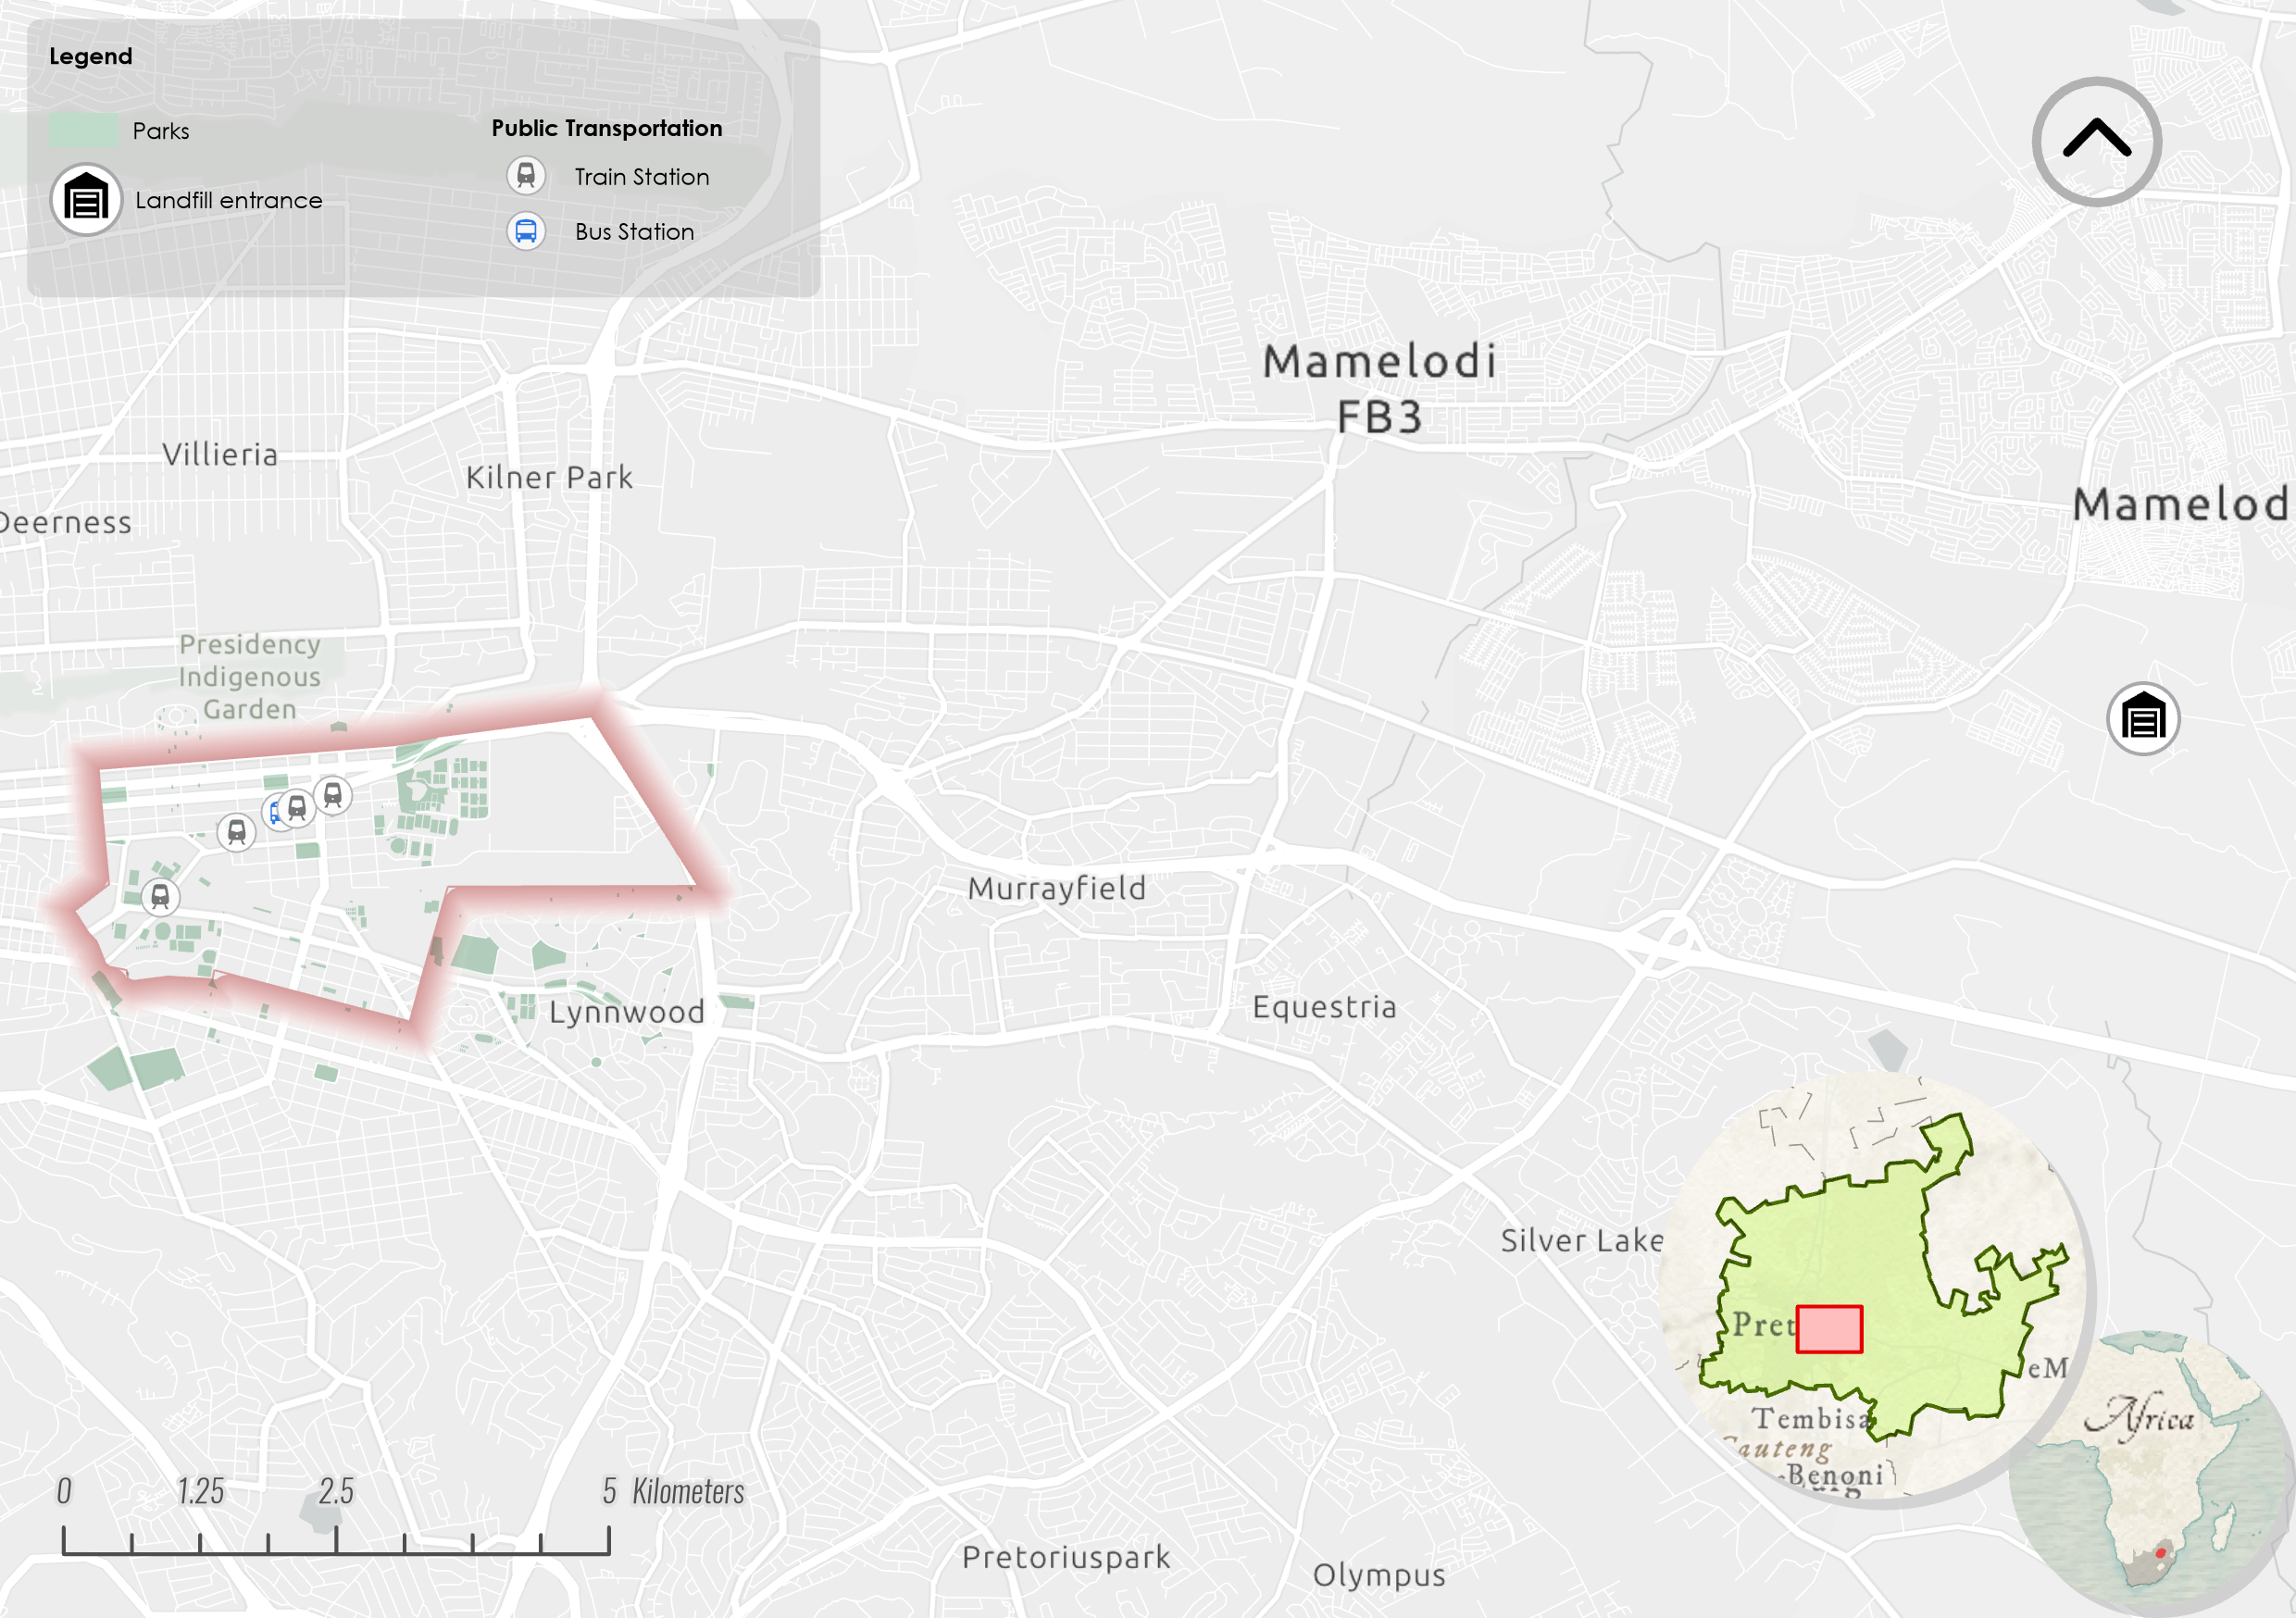 Legend
Parks
Landfill entrance
Public Transportation
Train Station
Bus Station
Mamelodi
FB3
Villieria
Kilner Park
Mamelod
Deerness
Presidency
Indigenous
Garden
Murrayfield
Lynnwood
Equestria
Silver Lake
Pret
eM
Tembisa
Gauteng
Benoni
Africa
0 1.25 2.5 5 Kilometers
Pretoriuspark
Olympus